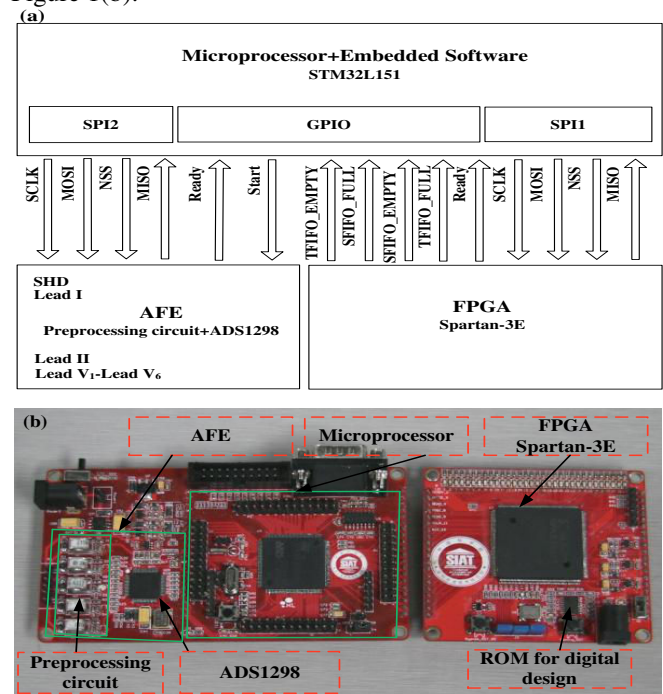 (a)
Microprocessor+Embedded Software
STM32L151
SPI2
GPIO
SPI1
SCLK
MOSI
NSS
MISO
Ready
Start
TFIFO_EMPTY
SFIFO_FULL
SFIFO_EMPTY
TFIFO_FULL
Ready
SCLK
MOSI
NSS
MISO
SHD
Lead I
AFE
Preprocessing circuit+ADS1298
Lead II
Lead V₁-Lead V₆
FPGA
Spartan-3E
(b)
AFE
Microprocessor
FPGA
Spartan-3E
SIAT
SIAT
Preprocessing
circuit
ADS1298
ROM for digital
design